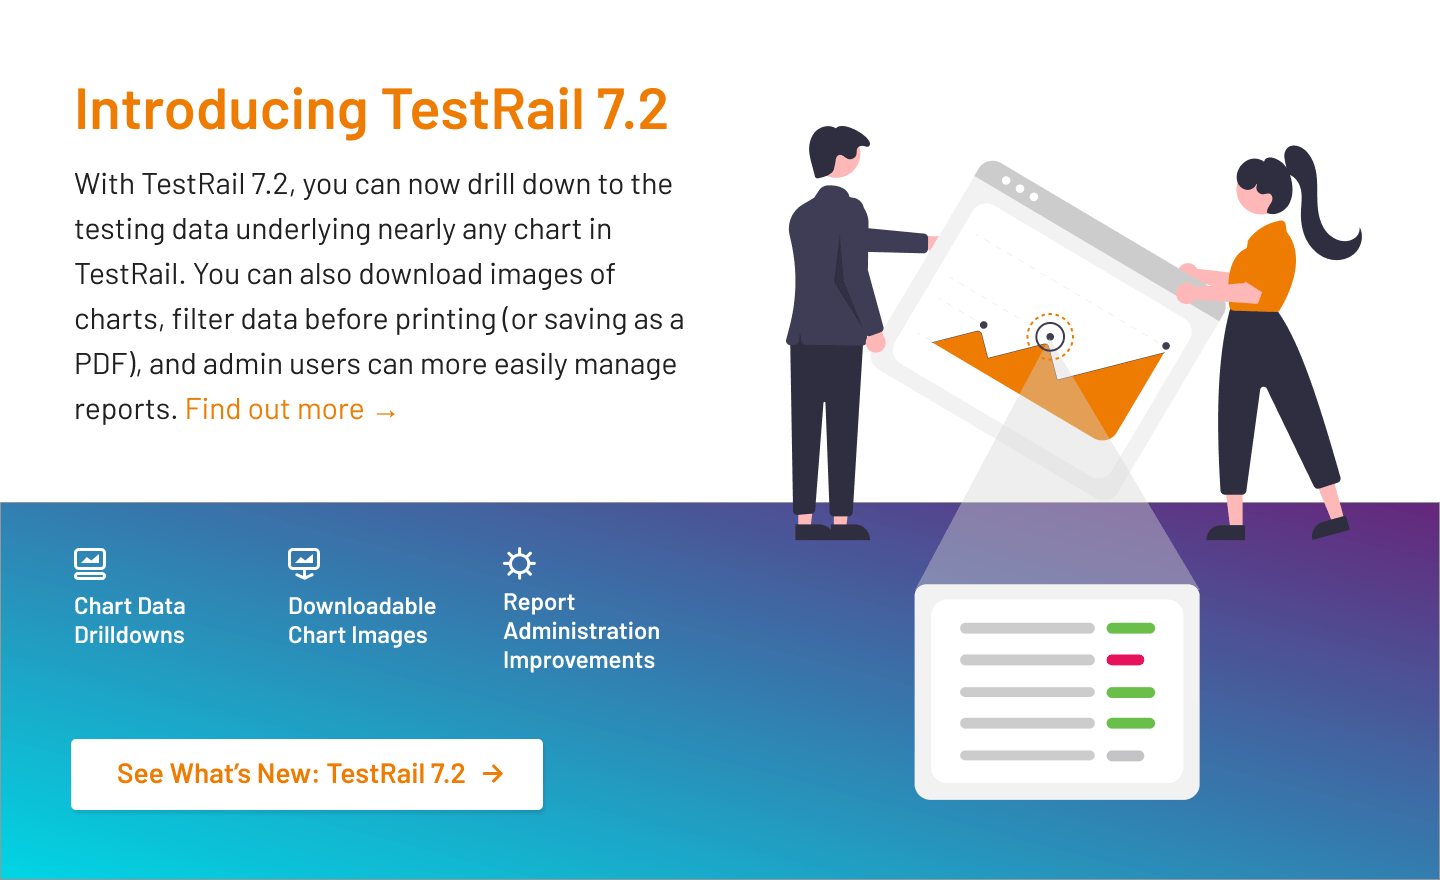 Introducing TestRail 7.2
With TestRail 7.2, you can now drill down to the
testing data underlying nearly any chart in
TestRail. You can also download images of
charts, filter data before printing (or saving as a
PDF), and admin users can more easily manage
reports. Find out more →
Chart Data
Drilldowns
Downloadable
Chart Images
Report
Administration
Improvements
See What’s New: TestRail 7.2 →